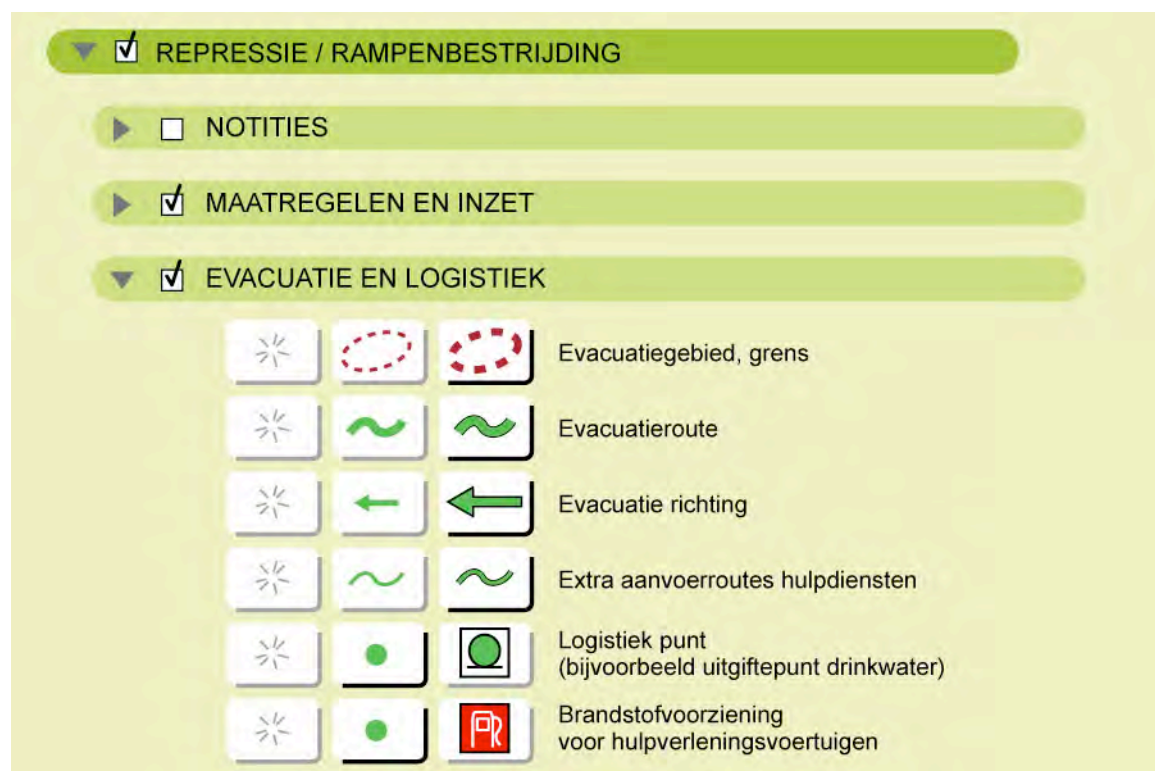 REPRESSIE / RAMPENBESTRIJDING
NOTITIES
MAATREGELEN EN INZET
EVACUATIE EN LOGISTIEK
Evacuatiegebied, grens
Evacuatieroute
Evacuatie richting
Extra aanvoerroutes hulpdiensten
Logistiek punt
(bijvoorbeeld uitgiftepunt drinkwater)
Brandstofvoorziening
voor hulpverleningsvoertuigen